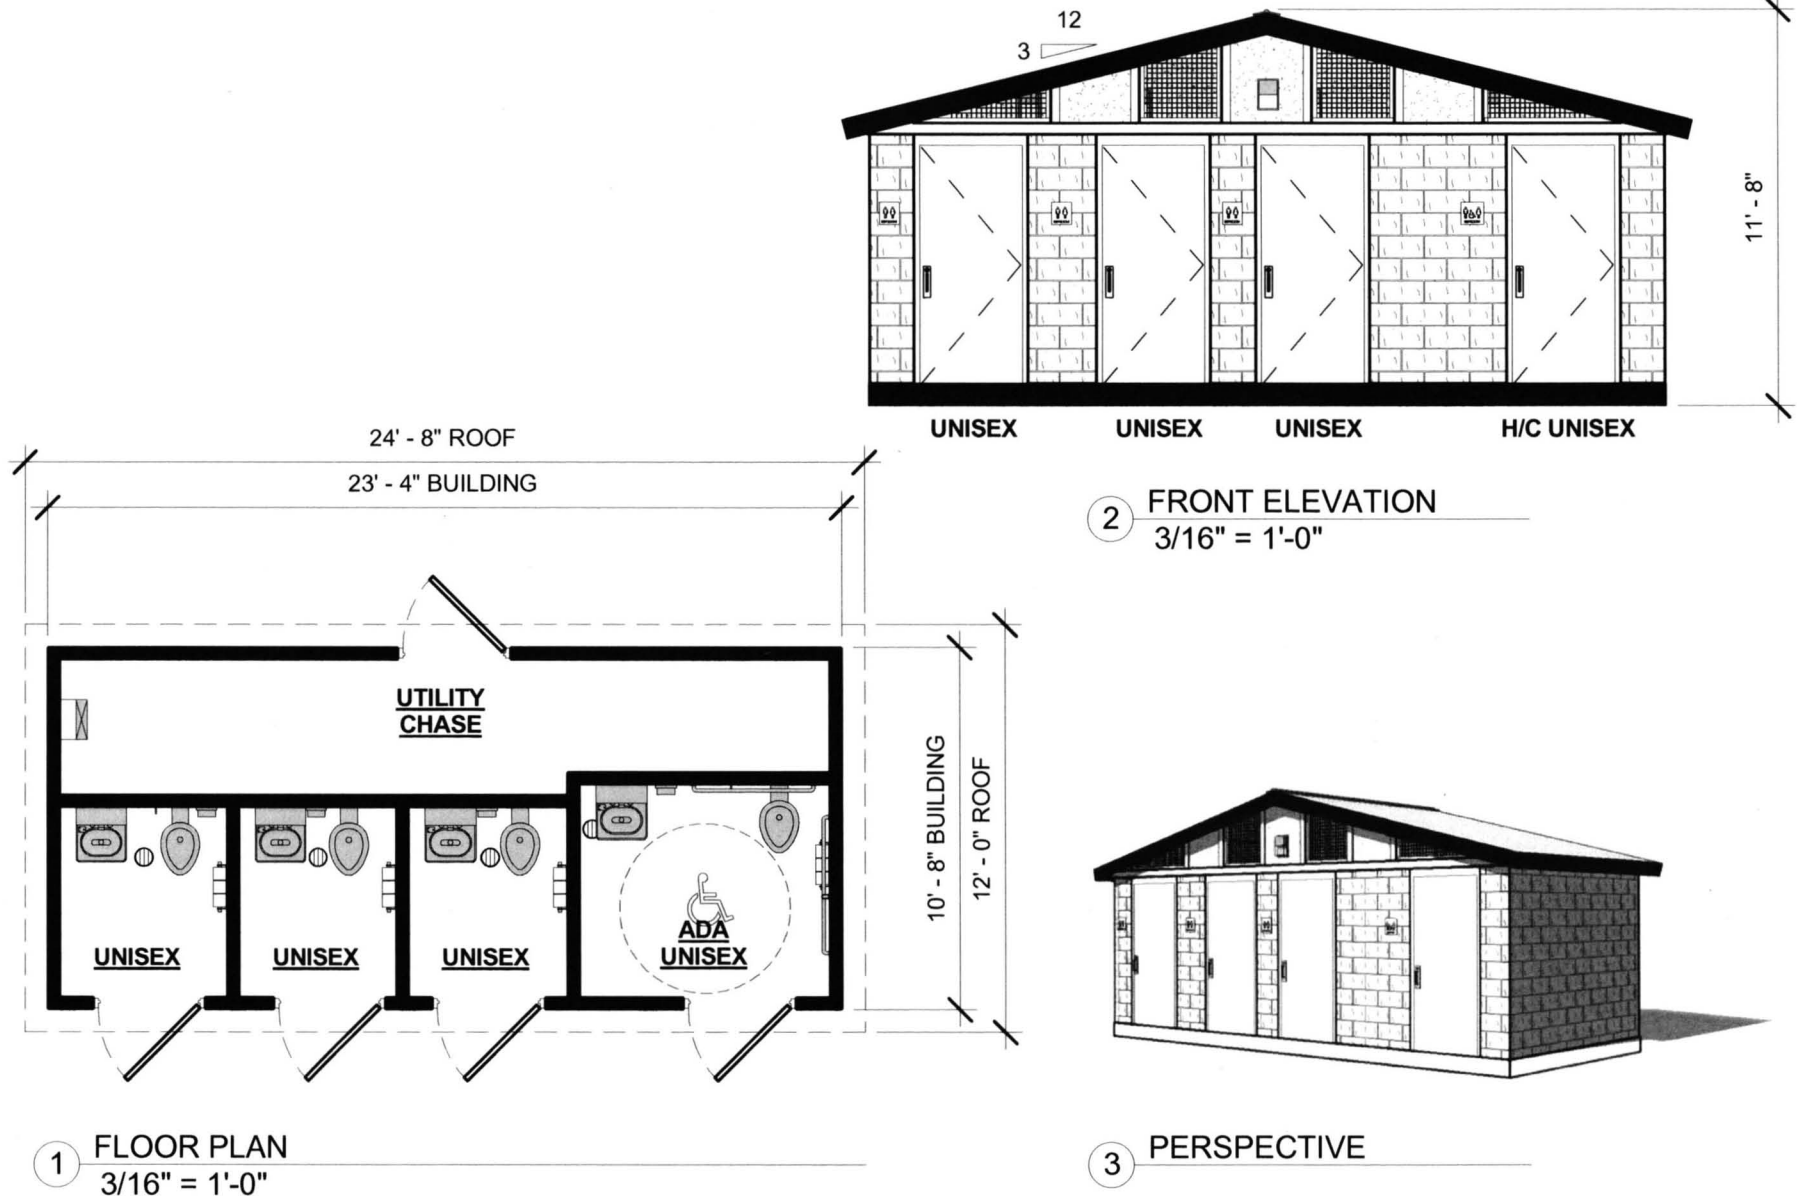 12
3
11' - 8"
UNISEX
UNISEX
UNISEX
H/C UNISEX
2
FRONT ELEVATION
3/16" = 1'-0"
24' - 8" ROOF
23' - 4" BUILDING
UTILITY
CHASE
10' - 8" BUILDING
12' - 0" ROOF
UNISEX
UNISEX
UNISEX
ADA
UNISEX
1
FLOOR PLAN
3/16" = 1'-0"
3
PERSPECTIVE